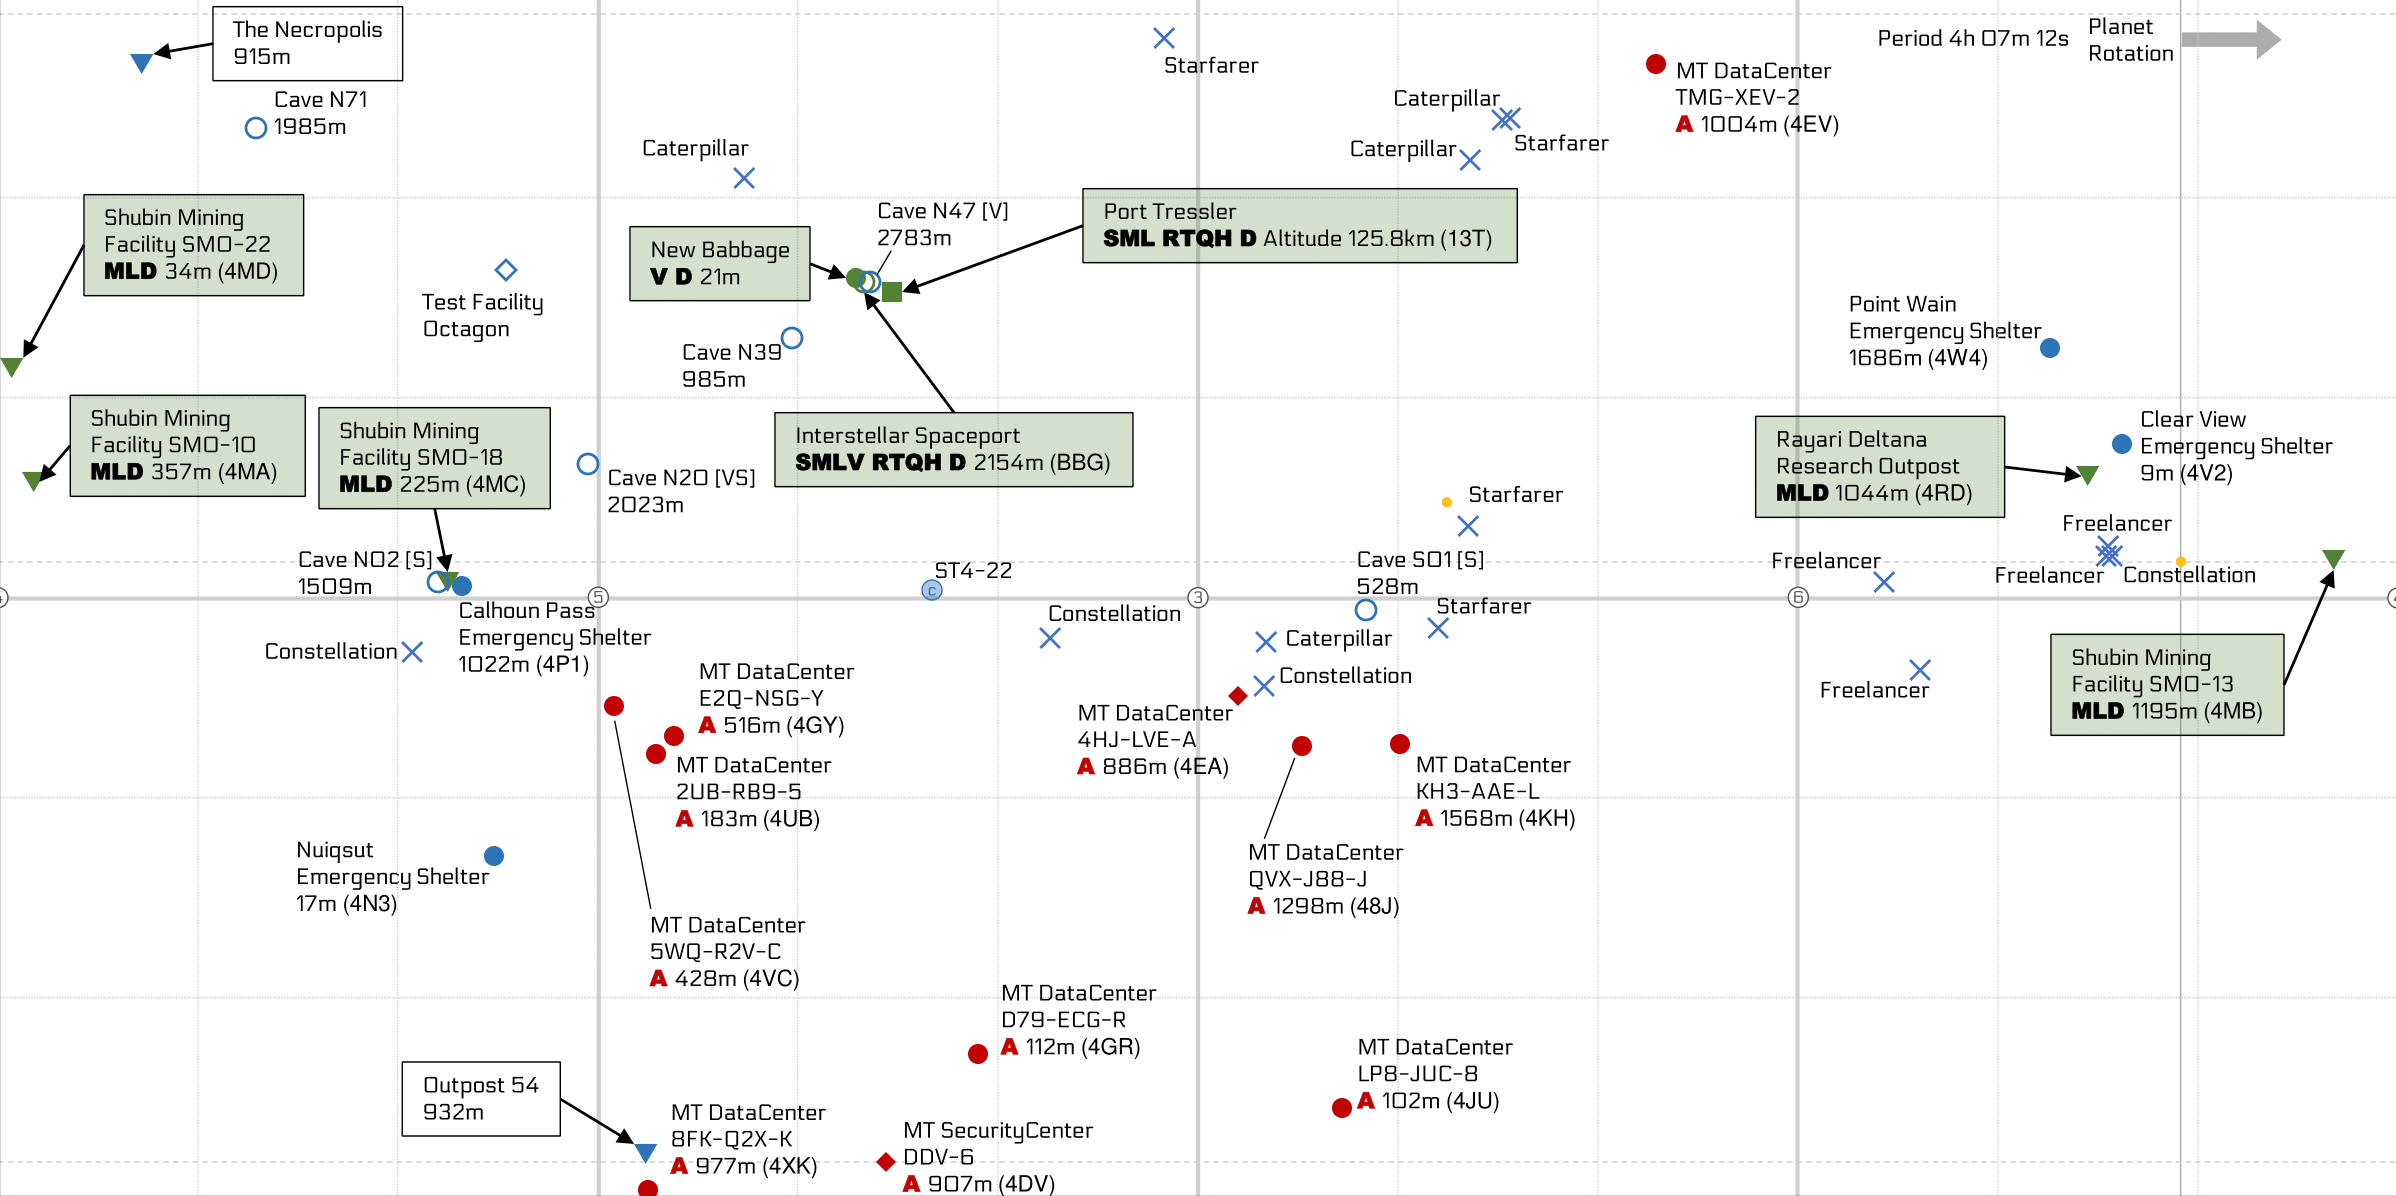 The Necropolis
915m
Cave N71
1985m
Starfarer
Period 4h 07m 12s
Planet
Rotation
MT DataCenter
TMG-XEV-2
A 1004m (4EV)
Caterpillar
Starfarer
Caterpillar
Caterpillar
Shubin Mining
Facility SMO-22
MLD 34m (4MD)
Test Facility
Octagon
New Babbage
V D 21m
Cave N47 [V]
2783m
Port Tressler
SML RTQH D Altitude 125.8km (13T)
Cave N39
985m
Point Wain
Emergency Shelter
1686m (4W4)
Shubin Mining
Facility SMO-10
MLD 357m (4MA)
Shubin Mining
Facility SMO-18
MLD 225m (4MC)
Cave N20 [VS]
2023m
Interstellar Spaceport
SMLV RTQH D 2154m (BBG)
Rayari Deltana
Research Outpost
MLD 1044m (4RD)
Clear View
Emergency Shelter
9m (4V2)
Starfarer
Freelancer
Freelancer
Freelancer
Constellation
Cave N02 [S]
1509m
ST4-22
c
Cave S01 [S]
528m
5
3
6
Calhoun Pass
Emergency Shelter
1022m (4P1)
Constellation
Constellation
Starfarer
Caterpillar
Constellation
Freelancer
Shubin Mining
Facility SMO-13
MLD 1195m (4MB)
MT DataCenter
E2Q-NSG-Y
A 516m (4GY)
MT DataCenter
2UB-RB9-5
A 183m (4UB)
MT DataCenter
4HJ-LVE-A
A 886m (4EA)
MT DataCenter
KH3-AAE-L
A 1568m (4KH)
MT DataCenter
QVX-J88-J
A 1298m (48J)
Nuiqsut
Emergency Shelter
17m (4N3)
MT DataCenter
5WQ-R2V-C
A 428m (4VC)
MT DataCenter
D79-ECG-R
A 112m (4GR)
MT DataCenter
LP8-JUC-8
A 102m (4JU)
Outpost 54
932m
MT DataCenter
8FK-Q2X-K
A 977m (4XK)
MT SecurityCenter
DDV-6
A 907m (4DV)